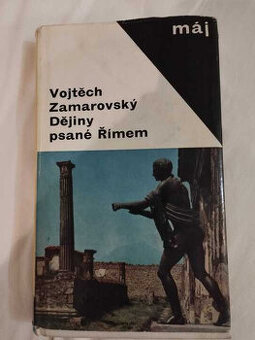 máj
Vojtěch
Zamarovský
Dějiny
psané Římem